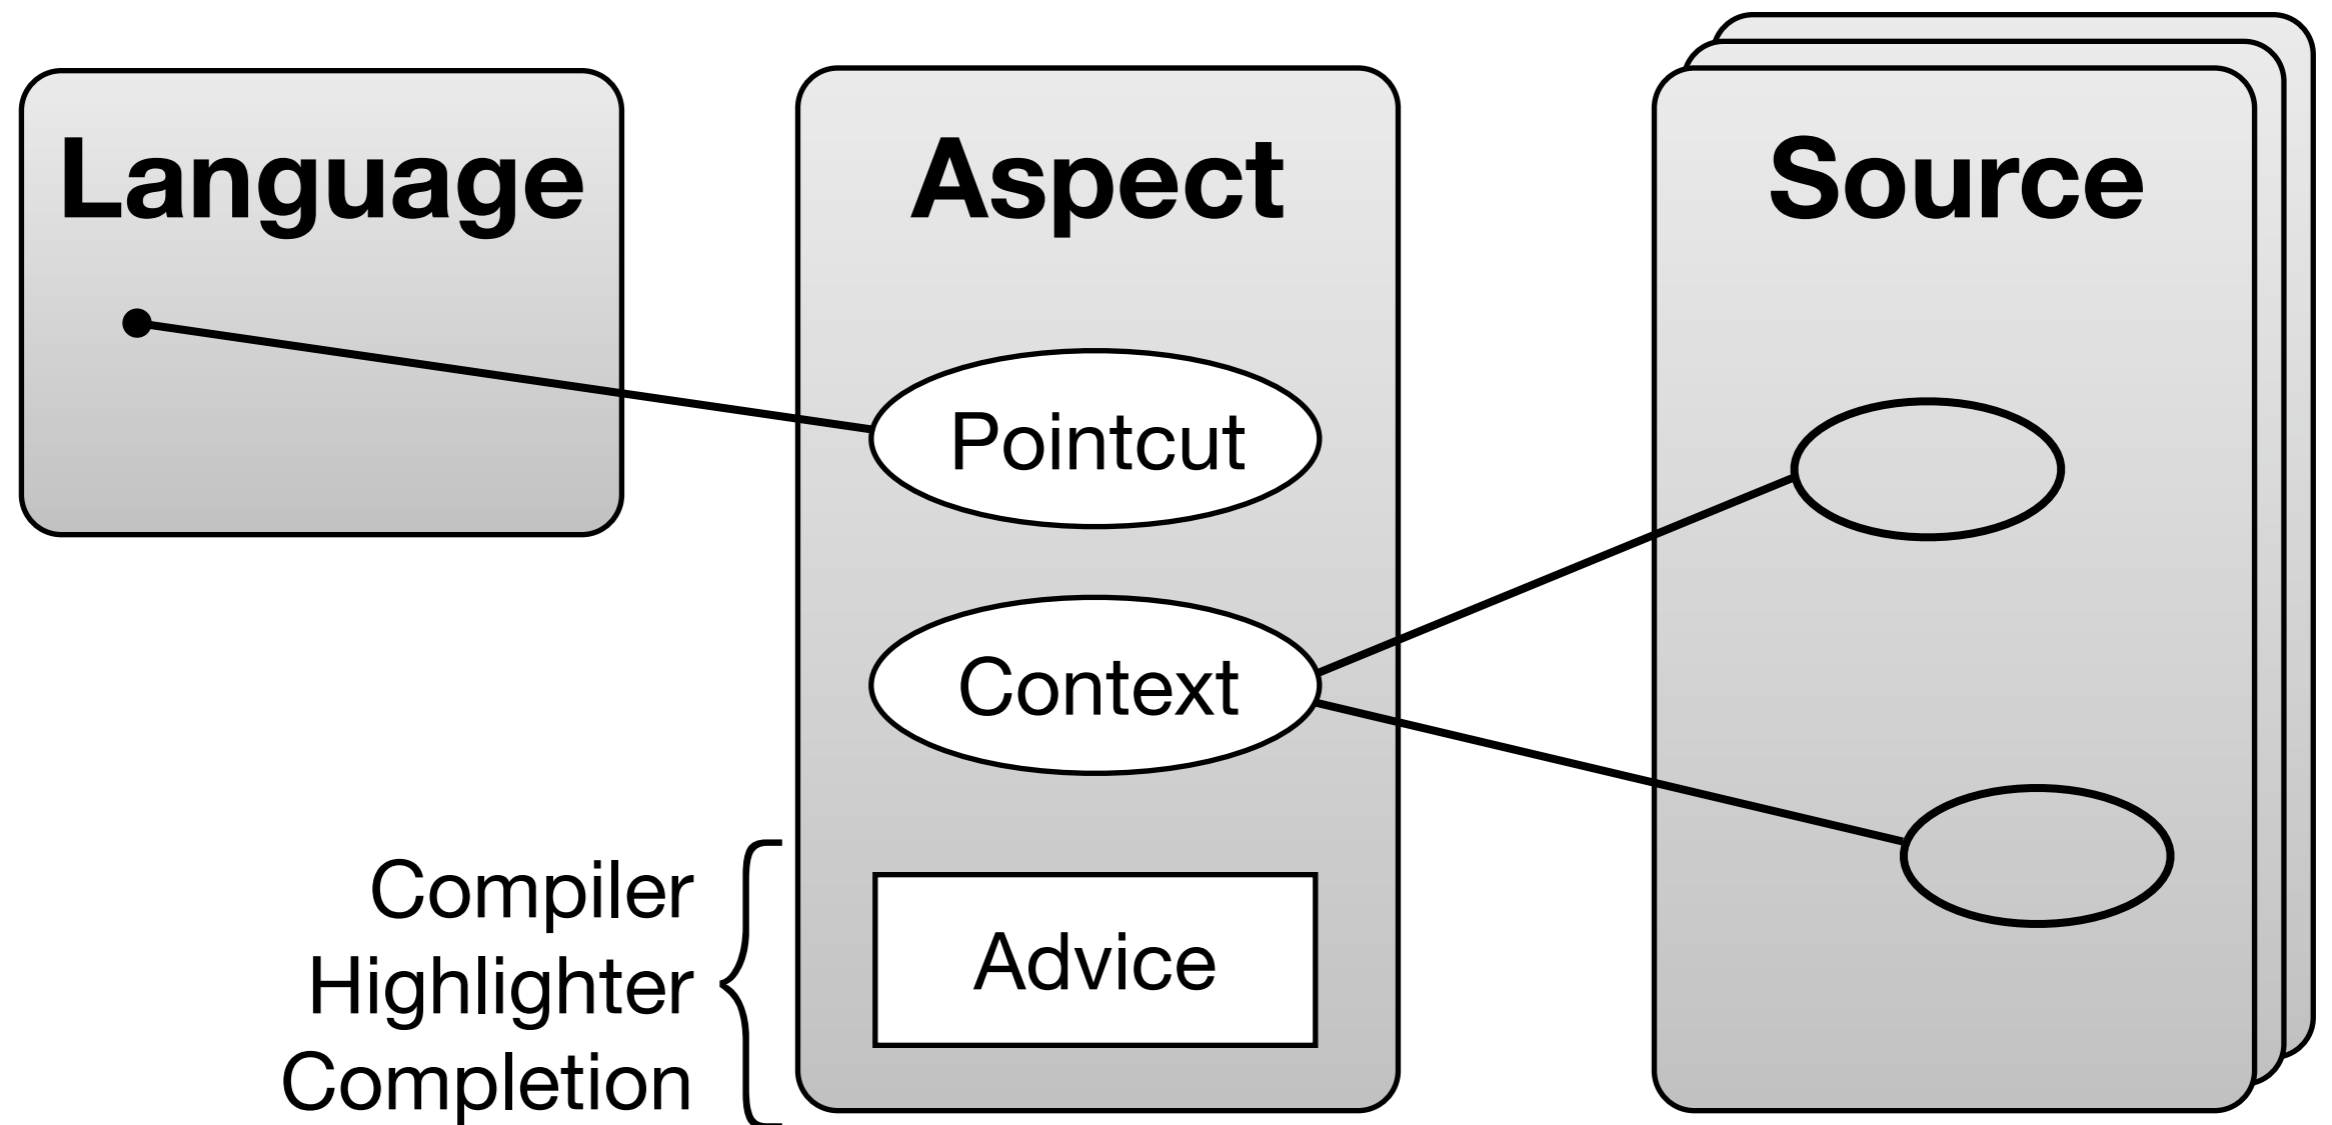 Language
Aspect
Source
Pointcut
Context
Advice
Compiler
Highlighter
Completion